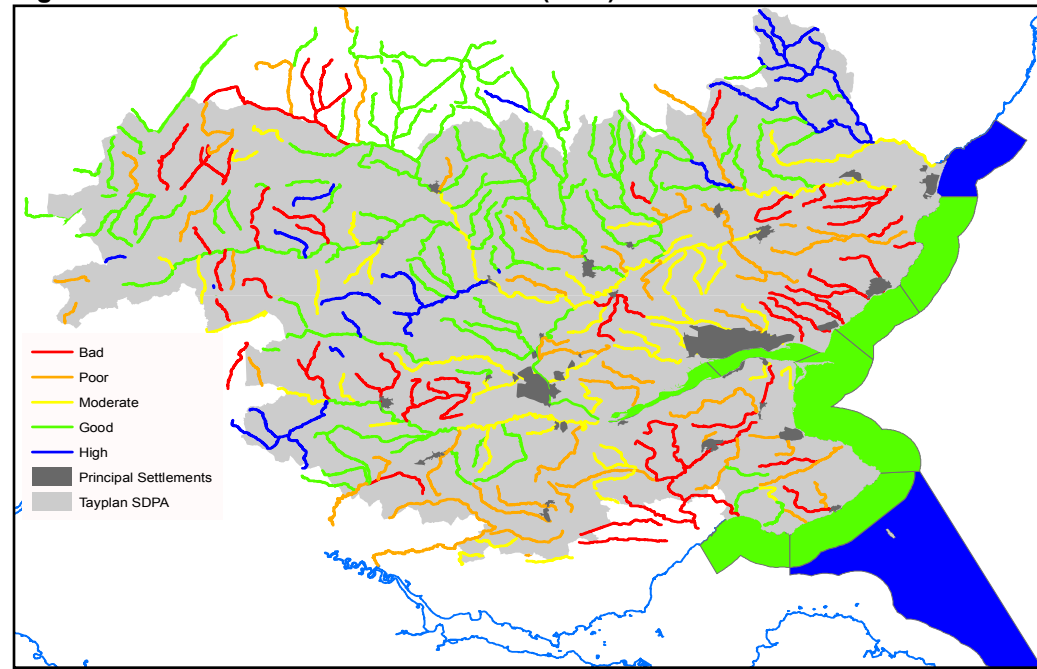 Bad
Poor
Moderate
Good
High
Principal Settlements
Tayplan SDPA